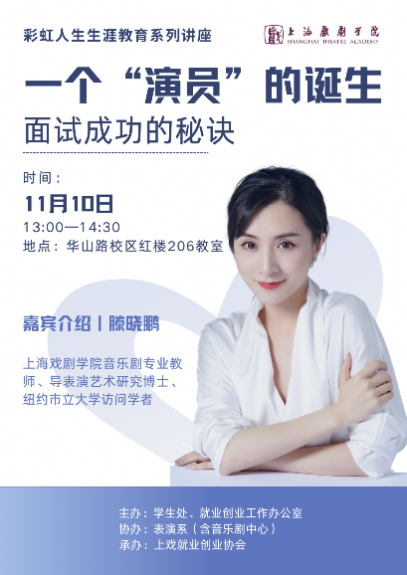 彩虹人生生涯教育系列讲座
上海戏剧学院
SHANGHAI THEATRE ACADEMY
一个“演员”的诞生
面试成功的秘诀
时间：
11月10日
13:00—14:30
地点：华山路校区红楼206教室
嘉宾介绍丨滕晓鹏
上海戏剧学院音乐剧专业教
师、导表演艺术研究博士、
纽约市立大学访问学者
主办：学生处、就业创业工作办公室
协办：表演系（含音乐剧中心）
承办：上戏就业创业协会